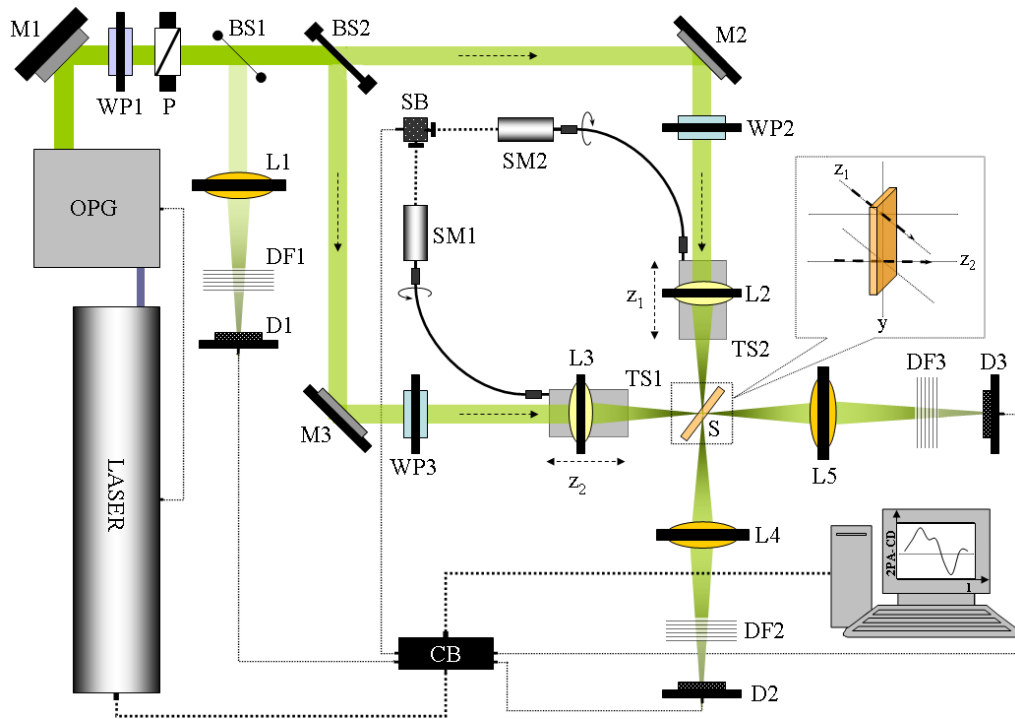 M1
BS1
BS2
M2
WP1
P
SB
WP2
SM2
L1
OPG
z1
SM1
DF1
z2
z1
L2
D1
y
TS2
L3
TS1
DF3
D3
S
M3
WP3
L5
z2
LASER
L4
2PA-CD
l
DF2
CB
D2